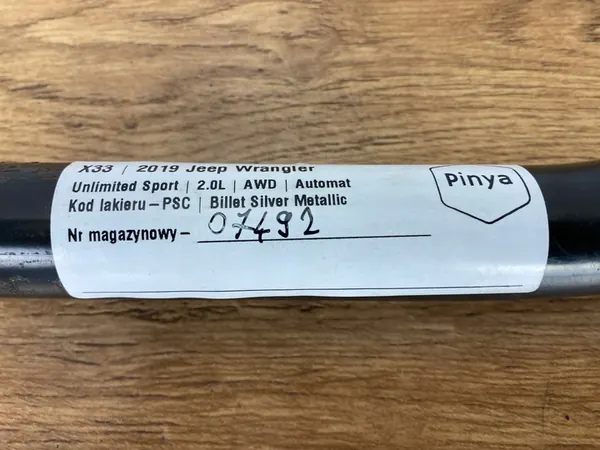 X33 | 2019 Jeep Wrangler
Unlimited Sport | 2.0L | AWD | Automat
Kod lakieru – PSC | Billet Silver Metallic
Nr magazynowy – 07492
Pinya